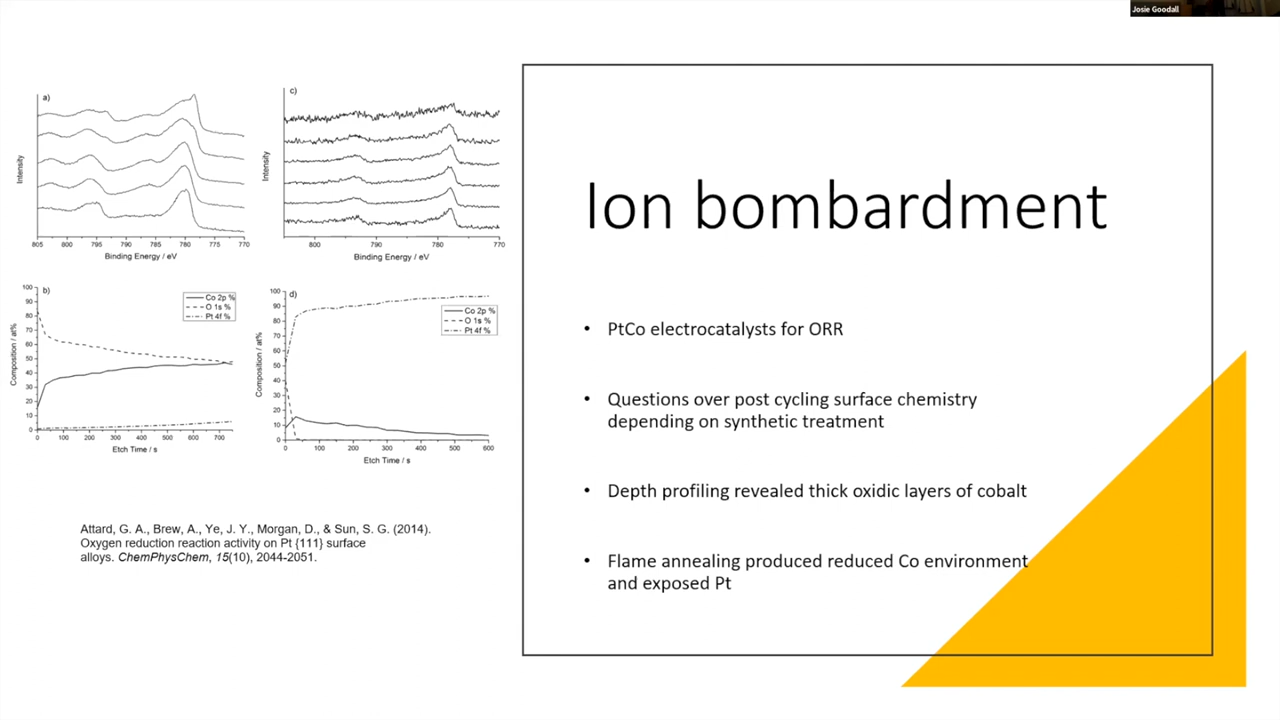 Josie Goodall
a)
Intensity
805 800 795 790 785 780 775 770
Binding Energy / eV
c)
Intensity
800 790 780 770
Binding Energy / eV
b)
Co 2p %
O 1s %
Pt 4f %
Composition / at%
100
90
80
70
60
50
40
30
20
10
0
0 100 200 300 400 500 600 700
Etch Time / s
d)
Co 2p %
O 1s %
Pt 4f %
Composition / at%
100
90
80
70
60
50
40
30
20
10
0
0 100 200 300 400 500 600
Etch Time / s
Attard, G. A., Brew, A., Ye, J. Y., Morgan, D., & Sun, S. G. (2014).
Oxygen reduction reaction activity on Pt {111} surface
alloys. ChemPhysChem, 15(10), 2044-2051.
Ion bombardment
• PtCo electrocatalysts for ORR
• Questions over post cycling surface chemistry
depending on synthetic treatment
• Depth profiling revealed thick oxidic layers of cobalt
• Flame annealing produced reduced Co environment
and exposed Pt